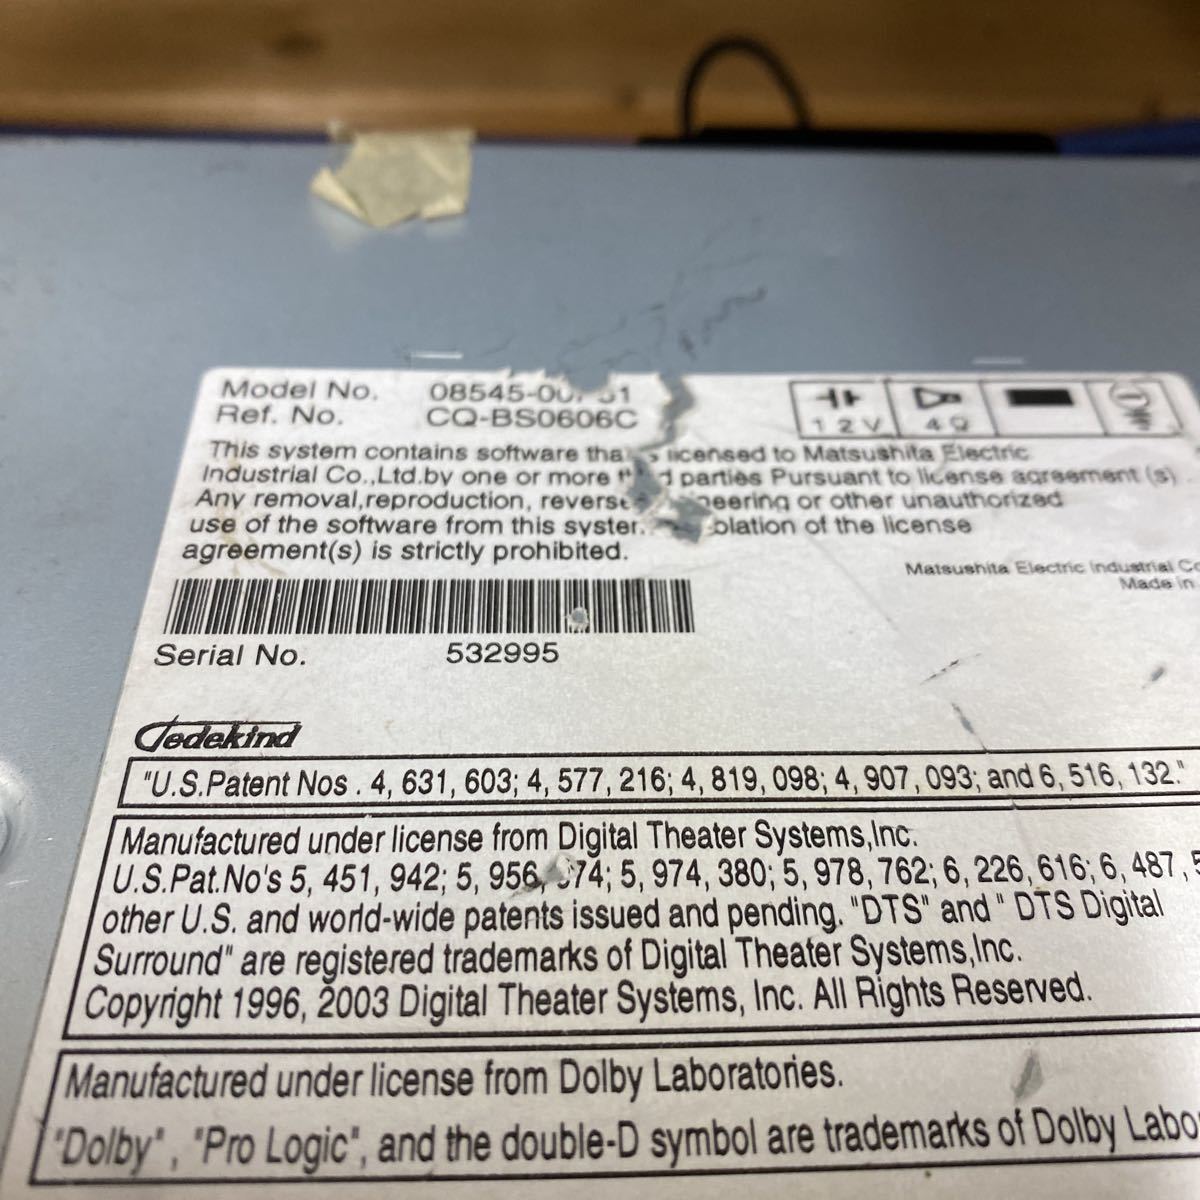 Model No. 08545-00
Ref. No. CQ-BS0606C
12V 4Ω
This system contains software licensed to Matsushita Electric
Industrial Co.,Ltd.by one or more parties Pursuant to license agreement (s)
Any removal,reproduction, or other unauthorized
use of the software from this of the license
agreement(s) is strictly prohibited.
Matsushita Electric Industrial
Made in
Serial No. 532995
Dedekind
"U.S.Patent Nos . 4, 631, 603; 4, 577, 216; 4, 819, 098; 4, 907, 093; and 6, 516, 132."
Manufactured under license from Digital Theater Systems,Inc.
U.S.Pat.No's 5, 451, 942; 5, 956, 74; 5, 974, 380; 5, 978, 762; 6, 226, 616; 6, 487,
other U.S. and world-wide patents issued and pending. "DTS" and " DTS Digital
Surround" are registered trademarks of Digital Theater Systems,Inc.
Copyright 1996, 2003 Digital Theater Systems, Inc. All Rights Reserved.
Manufactured under license from Dolby Laboratories.
"Dolby" , "Pro Logic", and the double-D symbol are trademarks of Dolby Labo